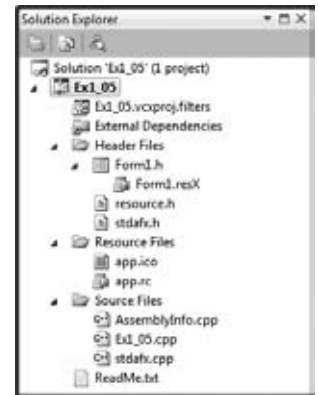 Solution Explorer
Solution 'Ex1_05' (1 project)
Ex1_05
Ex1_05.vcxproj.filters
External Dependencies
Header Files
Form1.h
Form1.resX
resource.h
stdafx.h
Resource Files
app.ico
app.rc
Source Files
AssemblyInfo.cpp
Ex1_05.cpp
stdafx.cpp
ReadMe.txt